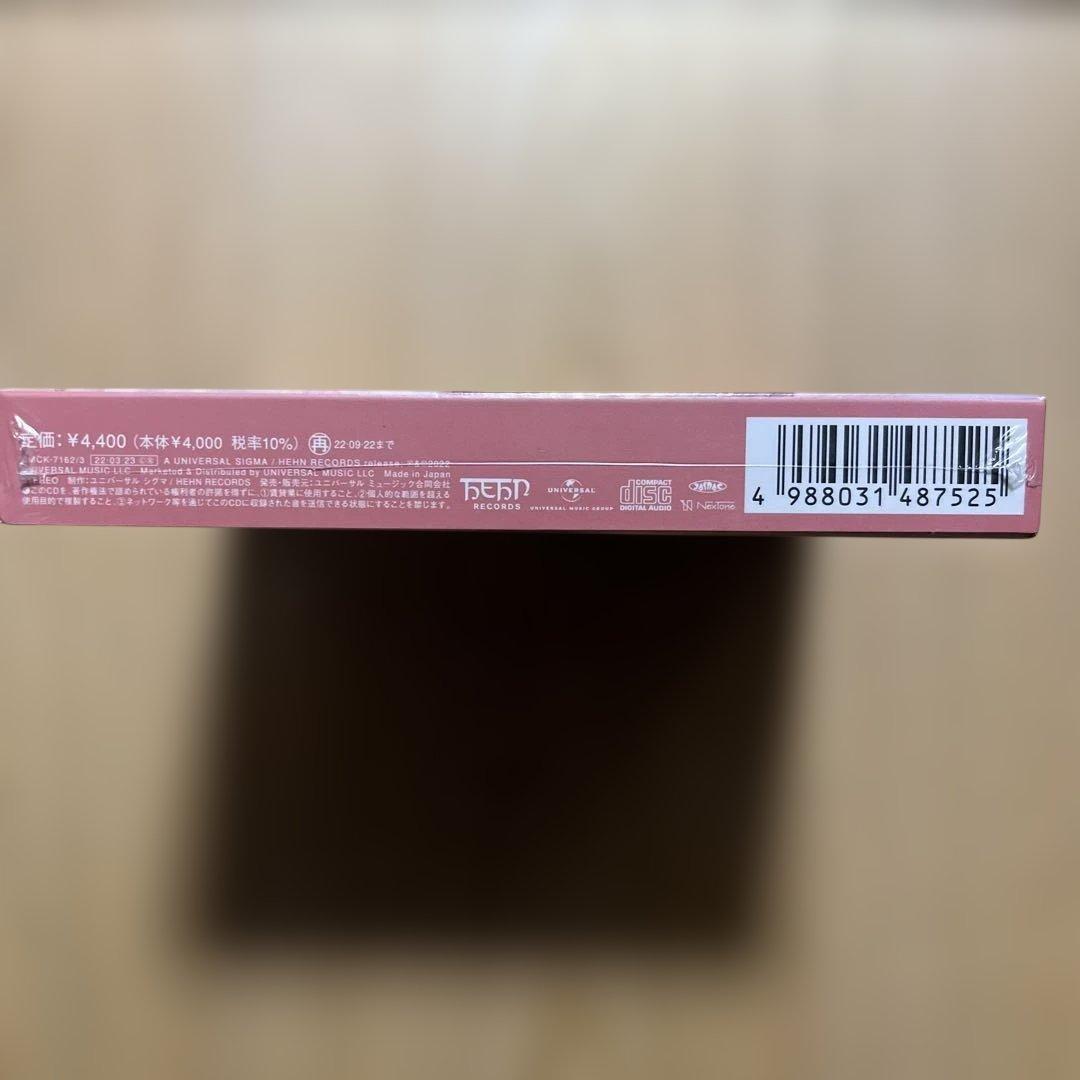 定価：¥4,400（本体¥4,000 税率10%）再 22・09・22まで
MCK-7162/3 22・03・23 A UNIVERSAL SIGMA / HEHN RECORDS release. ℗&©2022
UNIVERSAL MUSIC LLC Marketed & Distributed by UNIVERSAL MUSIC LLC Made in Japan
STEREO 制作：ユニバーサル シグマ / HEHN RECORDS 発売・販売元：ユニバーサル ミュージック合同会社
このCDを、著作権法で認められている権利者の許諾を得ずに、①賃貸業に使用すること、②個人的な範囲を超える
使用目的で複製すること、③ネットワーク等を通じてこのCDに収録された音を送信できる状態にすることを禁じます。
HEHN
RECORDS
UNIVERSAL
UNIVERSAL MUSIC GROUP
COMPACT
disc
DIGITAL AUDIO
JASRAC
NexTone
4 988031 487525